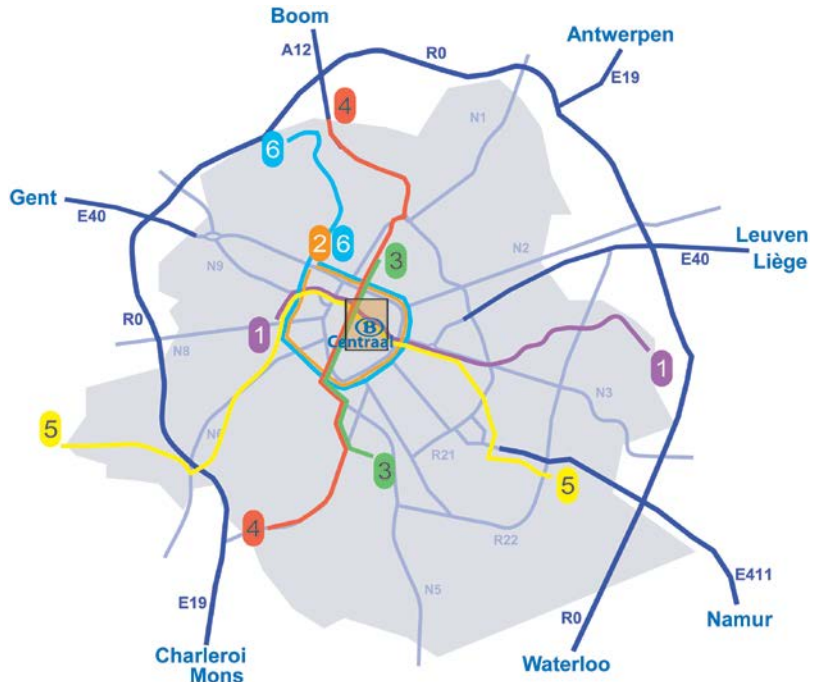 Boom
Antwerpen
A12
R0
E19
4
N1
6
Gent
E40
2
6
3
N2
Leuven
Liège
E40
N9
R0
1
B
Centraal
N8
1
5
N6
N3
3
R21
5
4
R22
E411
N5
E19
R0
Namur
Charleroi
Mons
Waterloo